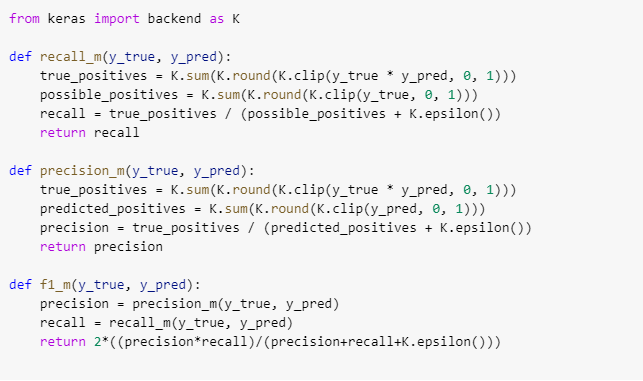 from keras import backend as K

def recall_m(y_true, y_pred):
    true_positives = K.sum(K.round(K.clip(y_true * y_pred, 0, 1)))
    possible_positives = K.sum(K.round(K.clip(y_true, 0, 1)))
    recall = true_positives / (possible_positives + K.epsilon())
    return recall

def precision_m(y_true, y_pred):
    true_positives = K.sum(K.round(K.clip(y_true * y_pred, 0, 1)))
    predicted_positives = K.sum(K.round(K.clip(y_pred, 0, 1)))
    precision = true_positives / (predicted_positives + K.epsilon())
    return precision

def f1_m(y_true, y_pred):
    precision = precision_m(y_true, y_pred)
    recall = recall_m(y_true, y_pred)
    return 2*((precision*recall)/(precision+recall+K.epsilon()))